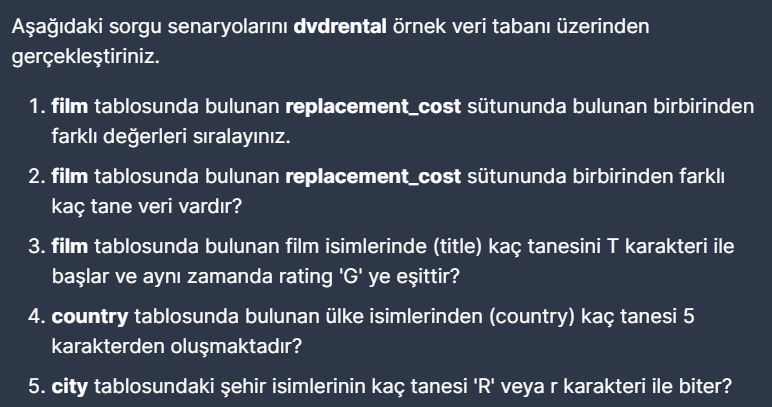 Aşağıdaki sorgu senaryolarını dvdrental örnek veri tabanı üzerinden
gerçekleştiriniz.
1. film tablosunda bulunan replacement_cost sütununda bulunan birbirinden
farklı değerleri sıralayınız.
2. film tablosunda bulunan replacement_cost sütununda birbirinden farklı
kaç tane veri vardır?
3. film tablosunda bulunan film isimlerinde (title) kaç tanesini T karakteri ile
başlar ve aynı zamanda rating 'G' ye eşittir?
4. country tablosunda bulunan ülke isimlerinden (country) kaç tanesi 5
karakterden oluşmaktadır?
5. city tablosundaki şehir isimlerinin kaç tanesi 'R' veya r karakteri ile biter?